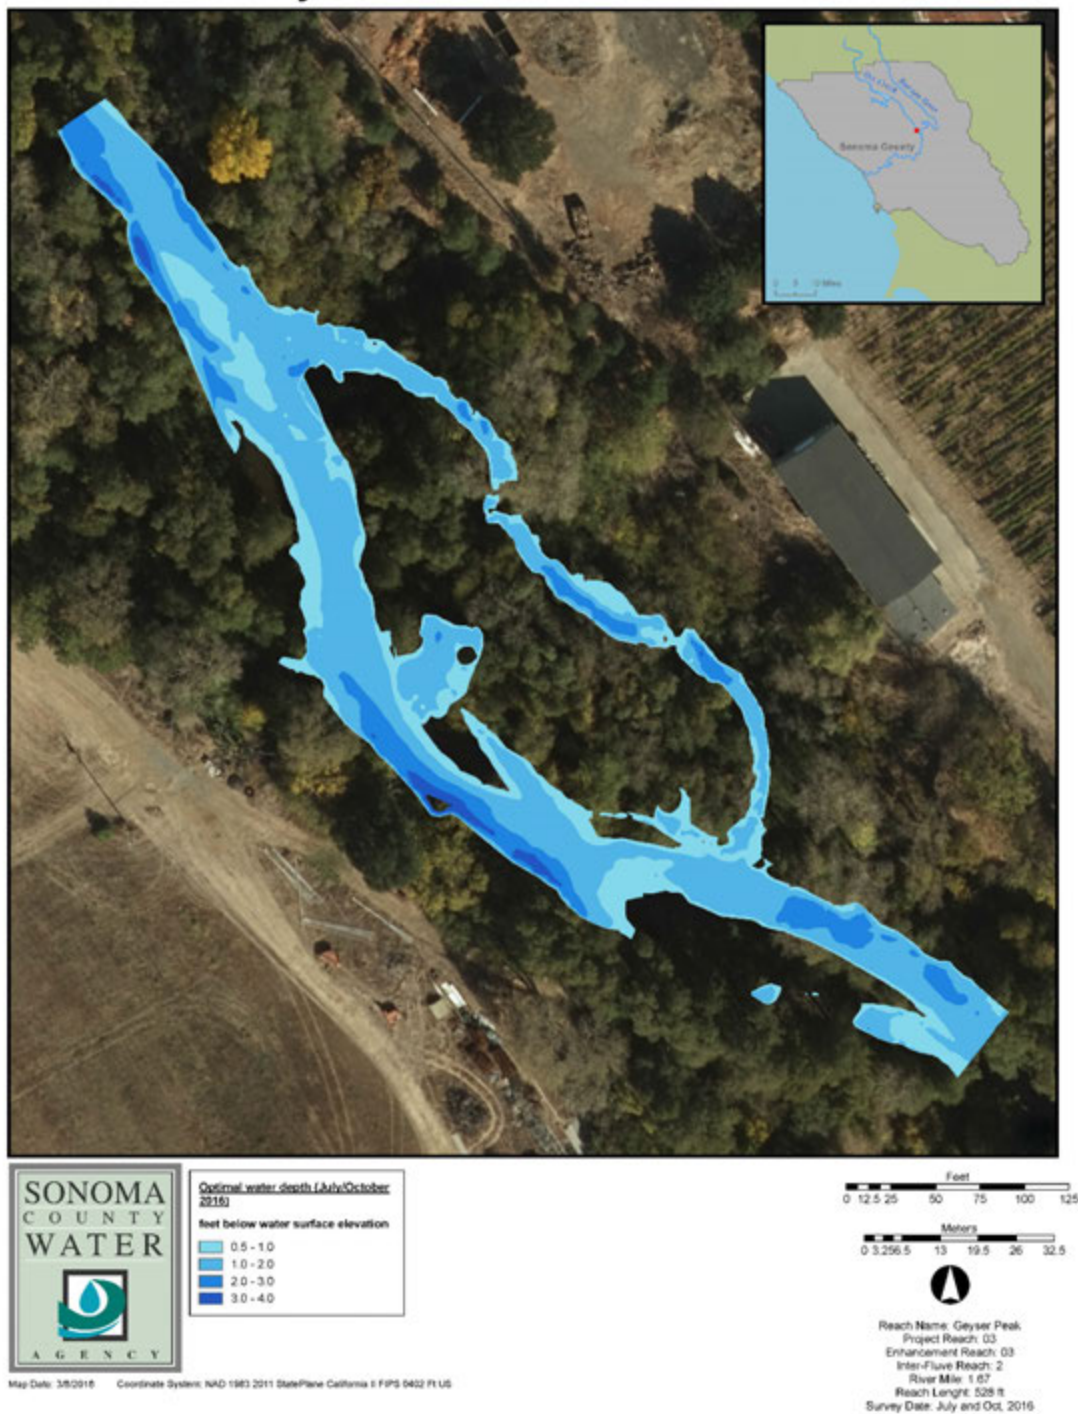 Sonoma County
Miles
SONOMA
COUNTY
WATER
AGENCY
Optimal water depth (July/October
2016)
feet below water surface elevation
0.5 - 1.0
1.0 - 2.0
2.0 - 3.0
3.0 - 4.0
Feet
0 12.5 25 50 75 100 125
Meters
0 3.25 6.5 13 19.5 26 32.5
Reach Name: Geyser Peak
Project Reach: 03
Enhancement Reach: 03
Inter-Fluve Reach: 2
River Mile: 1.67
Reach Lenght: 528 ft
Survey Date: July and Oct, 2016
Map Date: 3/8/2018 Coordinate System: NAD 1983 2011 StatePlane California II FIPS 0402 Ft US